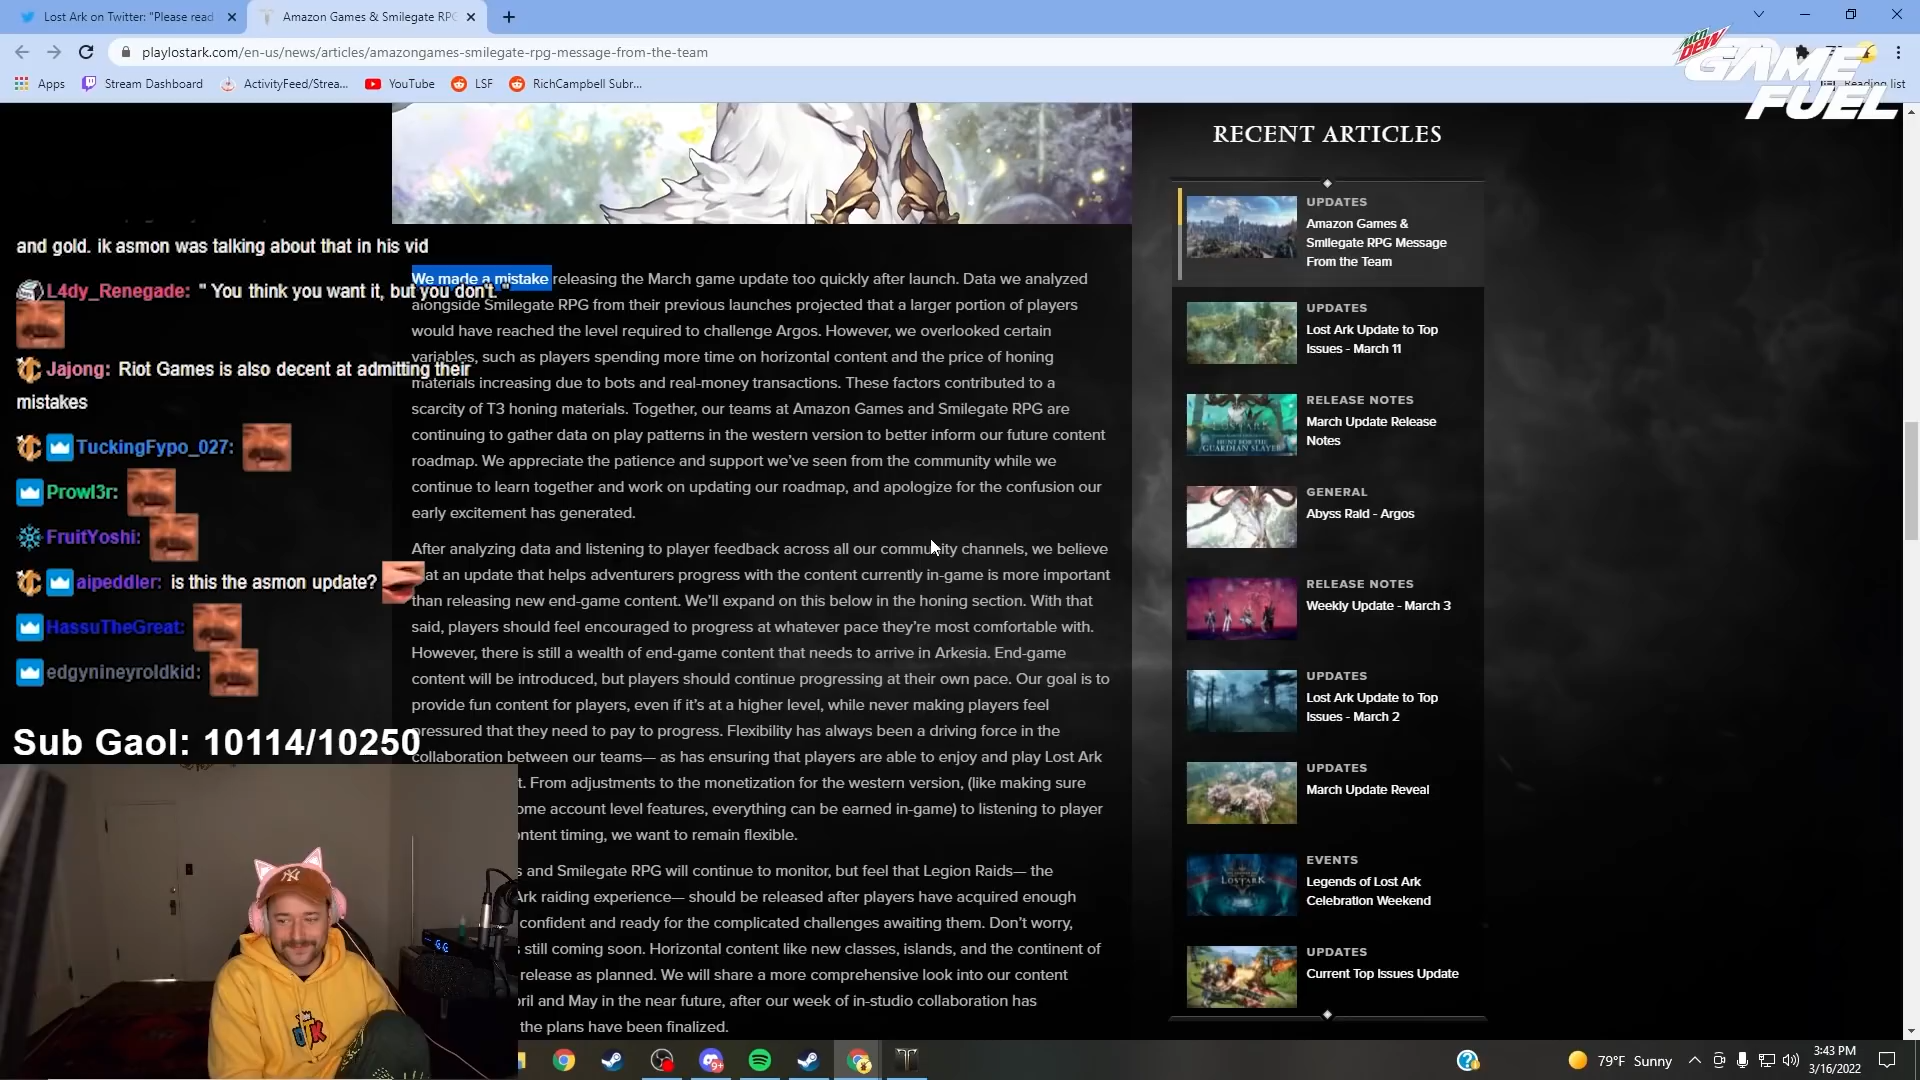 Lost Ark on Twitter: "Please read
Amazon Games & Smilegate RPG
playlostark.com/en-us/news/articles/amazongames-smilegate-rpg-message-from-the-team
Apps
Stream Dashboard
ActivityFeed/Strea...
YouTube
LSF
RichCampbell Subr...
Reading list
mtn DEW
GAME
FUEL
and gold. ik asmon was talking about that in his vid
L4dy_Renegade: " You think you want it, but you don't. "
Jajong: Riot Games is also decent at admitting their
mistakes
TuckingFypo_027:
Prowl3r:
FruitYoshi:
aipeddler: is this the asmon update?
HassuTheGreat:
edgynineyroldkid:
Sub Gaol: 10114/10250
We made a mistake releasing the March game update too quickly after launch. Data we analyzed
alongside Smilegate RPG from their previous launches projected that a larger portion of players
would have reached the level required to challenge Argos. However, we overlooked certain
variables, such as players spending more time on horizontal content and the price of honing
materials increasing due to bots and real-money transactions. These factors contributed to a
scarcity of T3 honing materials. Together, our teams at Amazon Games and Smilegate RPG are
continuing to gather data on play patterns in the western version to better inform our future content
roadmap. We appreciate the patience and support we've seen from the community while we
continue to learn together and work on updating our roadmap, and apologize for the confusion our
early excitement has generated.
After analyzing data and listening to player feedback across all our community channels, we believe
at an update that helps adventurers progress with the content currently in-game is more important
than releasing new end-game content. We'll expand on this below in the honing section. With that
said, players should feel encouraged to progress at whatever pace they're most comfortable with.
However, there is still a wealth of end-game content that needs to arrive in Arkesia. End-game
content will be introduced, but players should continue progressing at their own pace. Our goal is to
provide fun content for players, even if it's at a higher level, while never making players feel
pressured that they need to pay to progress. Flexibility has always been a driving force in the
collaboration between our teams— as has ensuring that players are able to enjoy and play Lost Ark
t. From adjustments to the monetization for the western version, (like making sure
ome account level features, everything can be earned in-game) to listening to player
ntent timing, we want to remain flexible.
s and Smilegate RPG will continue to monitor, but feel that Legion Raids— the
Ark raiding experience— should be released after players have acquired enough
confident and ready for the complicated challenges awaiting them. Don't worry,
s still coming soon. Horizontal content like new classes, islands, and the continent of
release as planned. We will share a more comprehensive look into our content
ril and May in the near future, after our week of in-studio collaboration has
the plans have been finalized.
RECENT ARTICLES
UPDATES
Amazon Games &
Smilegate RPG Message
From the Team
UPDATES
Lost Ark Update to Top
Issues - March 11
RELEASE NOTES
March Update Release
Notes
GENERAL
Abyss Raid - Argos
RELEASE NOTES
Weekly Update - March 3
UPDATES
Lost Ark Update to Top
Issues - March 2
UPDATES
March Update Reveal
EVENTS
Legends of Lost Ark
Celebration Weekend
UPDATES
Current Top Issues Update
79°F Sunny
3:43 PM
3/16/2022